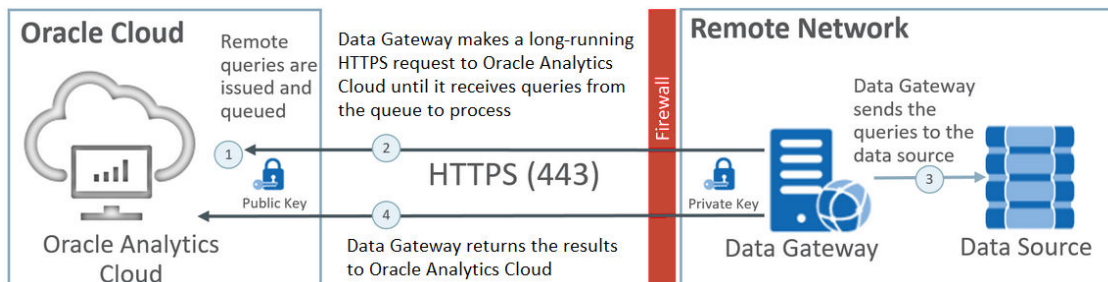 Oracle Cloud
Remote
queries are
issued and
queued
1
Public Key
Oracle Analytics
Cloud
Data Gateway makes a long-running
HTTPS request to Oracle Analytics
Cloud until it receives queries from
the queue to process
2
HTTPS (443)
4
Data Gateway returns the results
to Oracle Analytics Cloud
Firewall
Remote Network
Private Key
Data Gateway
Data Gateway
sends the
queries to the
data source
3
Data Source